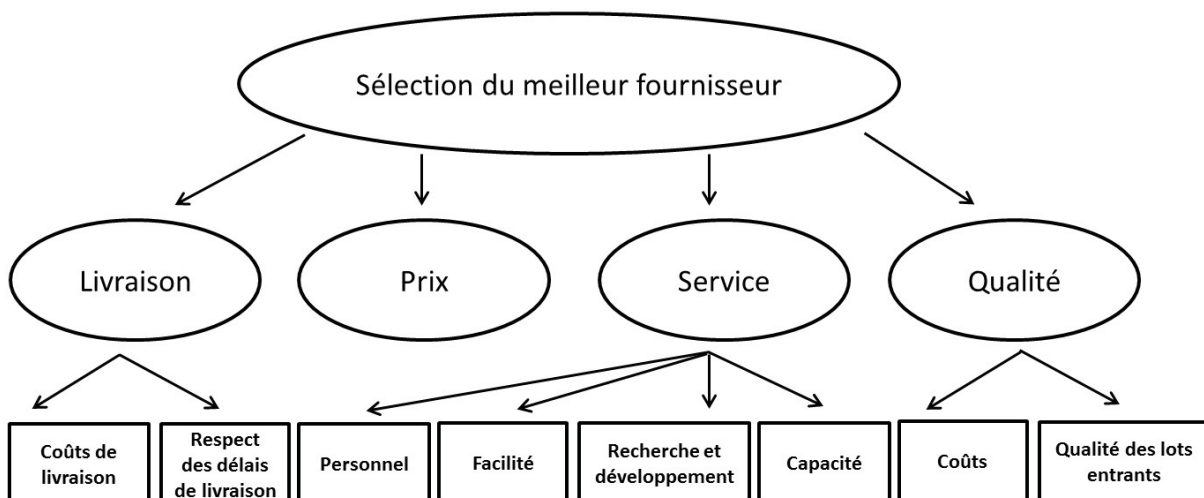 Sélection du meilleur fournisseur
Livraison
Prix
Service
Qualité
Coûts de
livraison
Respect
des délais
de livraison
Personnel
Facilité
Recherche et
développement
Capacité
Coûts
Qualité des lots
entrants